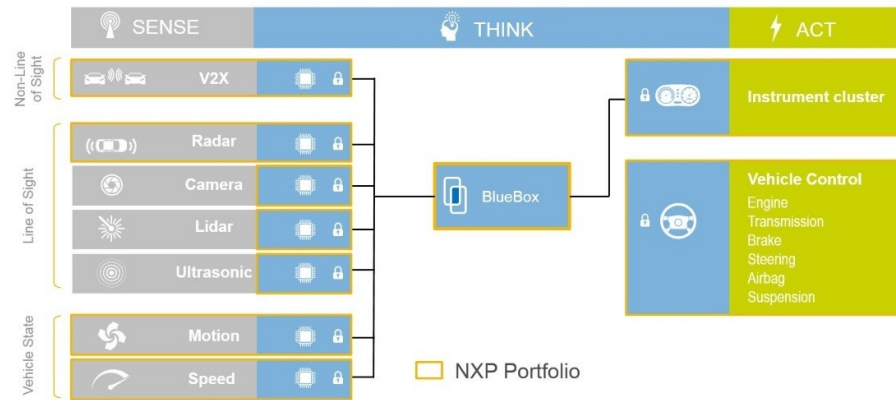 SENSE
THINK
ACT
Non-Line
of Sight
V2X
Instrument cluster
Line of Sight
Radar
Camera
Lidar
Ultrasonic
BlueBox
Vehicle Control
Engine
Transmission
Brake
Steering
Airbag
Suspension
Vehicle State
Motion
Speed
NXP Portfolio